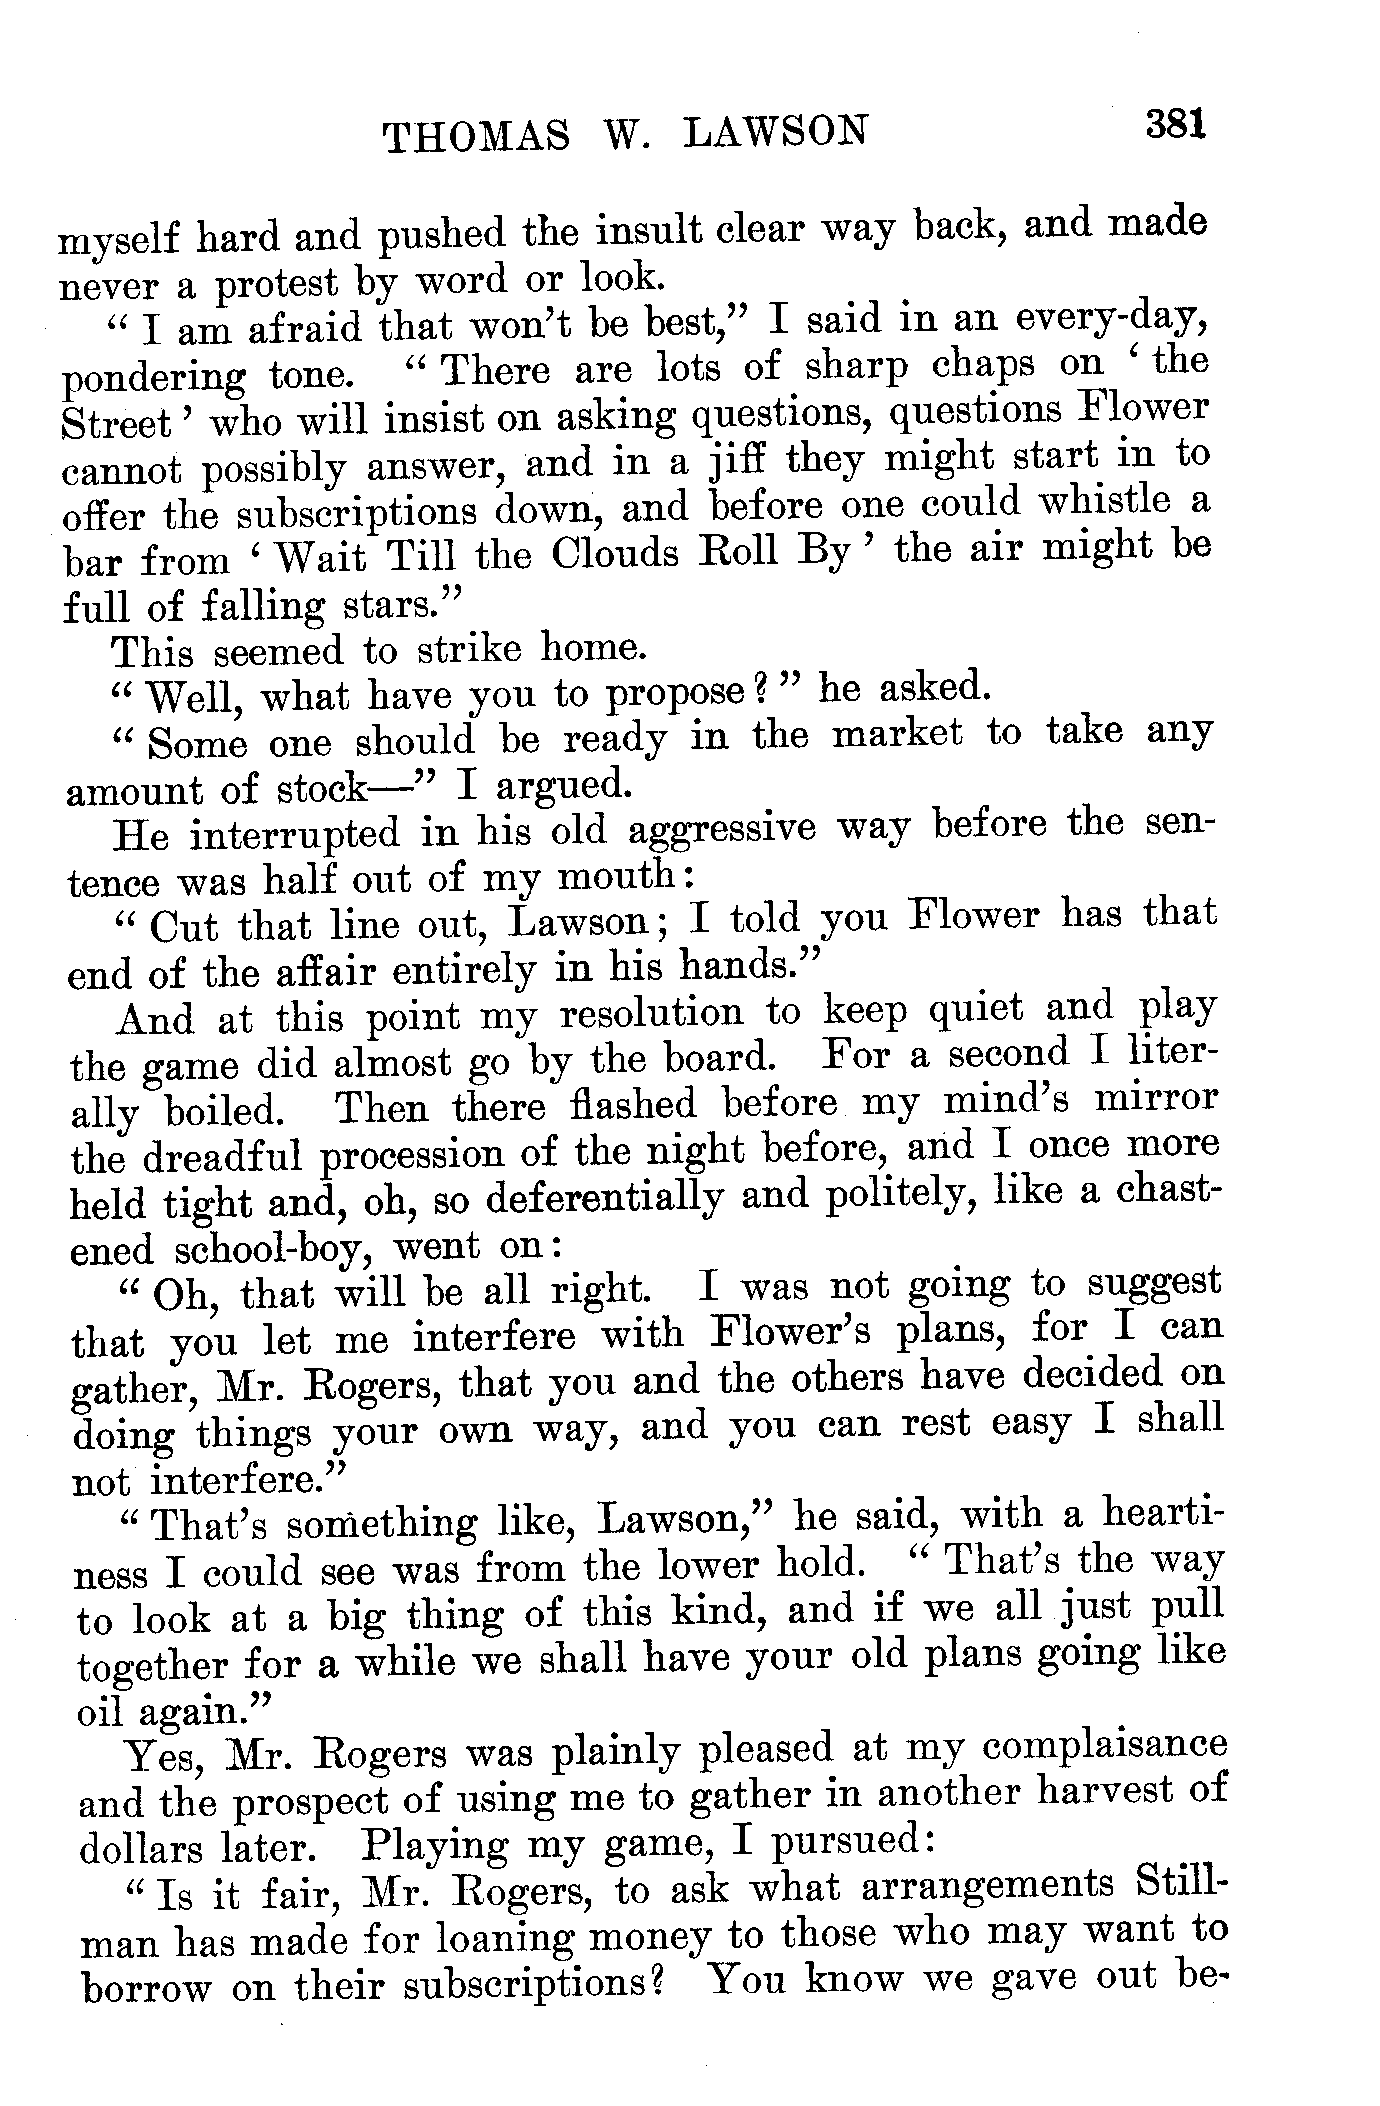 THOMAS W. LAWSON 381
myself hard and pushed the insult clear way back, and made
never a protest by word or look.
“ I am afraid that won’t be best,” I said in an every-day,
pondering tone. “ There are lots of sharp chaps on ‘ the
Street ’ who will insist on asking questions, questions Flower
cannot possibly answer, and in a jiff they might start in to
offer the subscriptions down, and before one could whistle a
bar from ‘ Wait Till the Clouds Roll By ’ the air might be
full of falling stars.”
This seemed to strike home.
“ Well, what have you to propose? ” he asked.
“ Some one should be ready in the market to take any
amount of stock—” I argued.
He interrupted in his old aggressive way before the sen-
tence was half out of my mouth:
“ Cut that line out, Lawson; I told you Flower has that
end of the affair entirely in his hands.”
And at this point my resolution to keep quiet and play
the game did almost go by the board. For a second I liter-
ally boiled. Then there flashed before my mind’s mirror
the dreadful procession of the night before, and I once more
held tight and, oh, so deferentially and politely, like a chast-
ened school-boy, went on:
“ Oh, that will be all right. I was not going to suggest
that you let me interfere with Flower’s plans, for I can
gather, Mr. Rogers, that you and the others have decided on
doing things your own way, and you can rest easy I shall
not interfere.”
“ That’s something like, Lawson,” he said, with a hearti-
ness I could see was from the lower hold. “ That’s the way
to look at a big thing of this kind, and if we all just pull
together for a while we shall have your old plans going like
oil again.”
Yes, Mr. Rogers was plainly pleased at my complaisance
and the prospect of using me to gather in another harvest of
dollars later. Playing my game, I pursued:
“ Is it fair, Mr. Rogers, to ask what arrangements Still-
man has made for loaning money to those who may want to
borrow on their subscriptions? You know we gave out be-